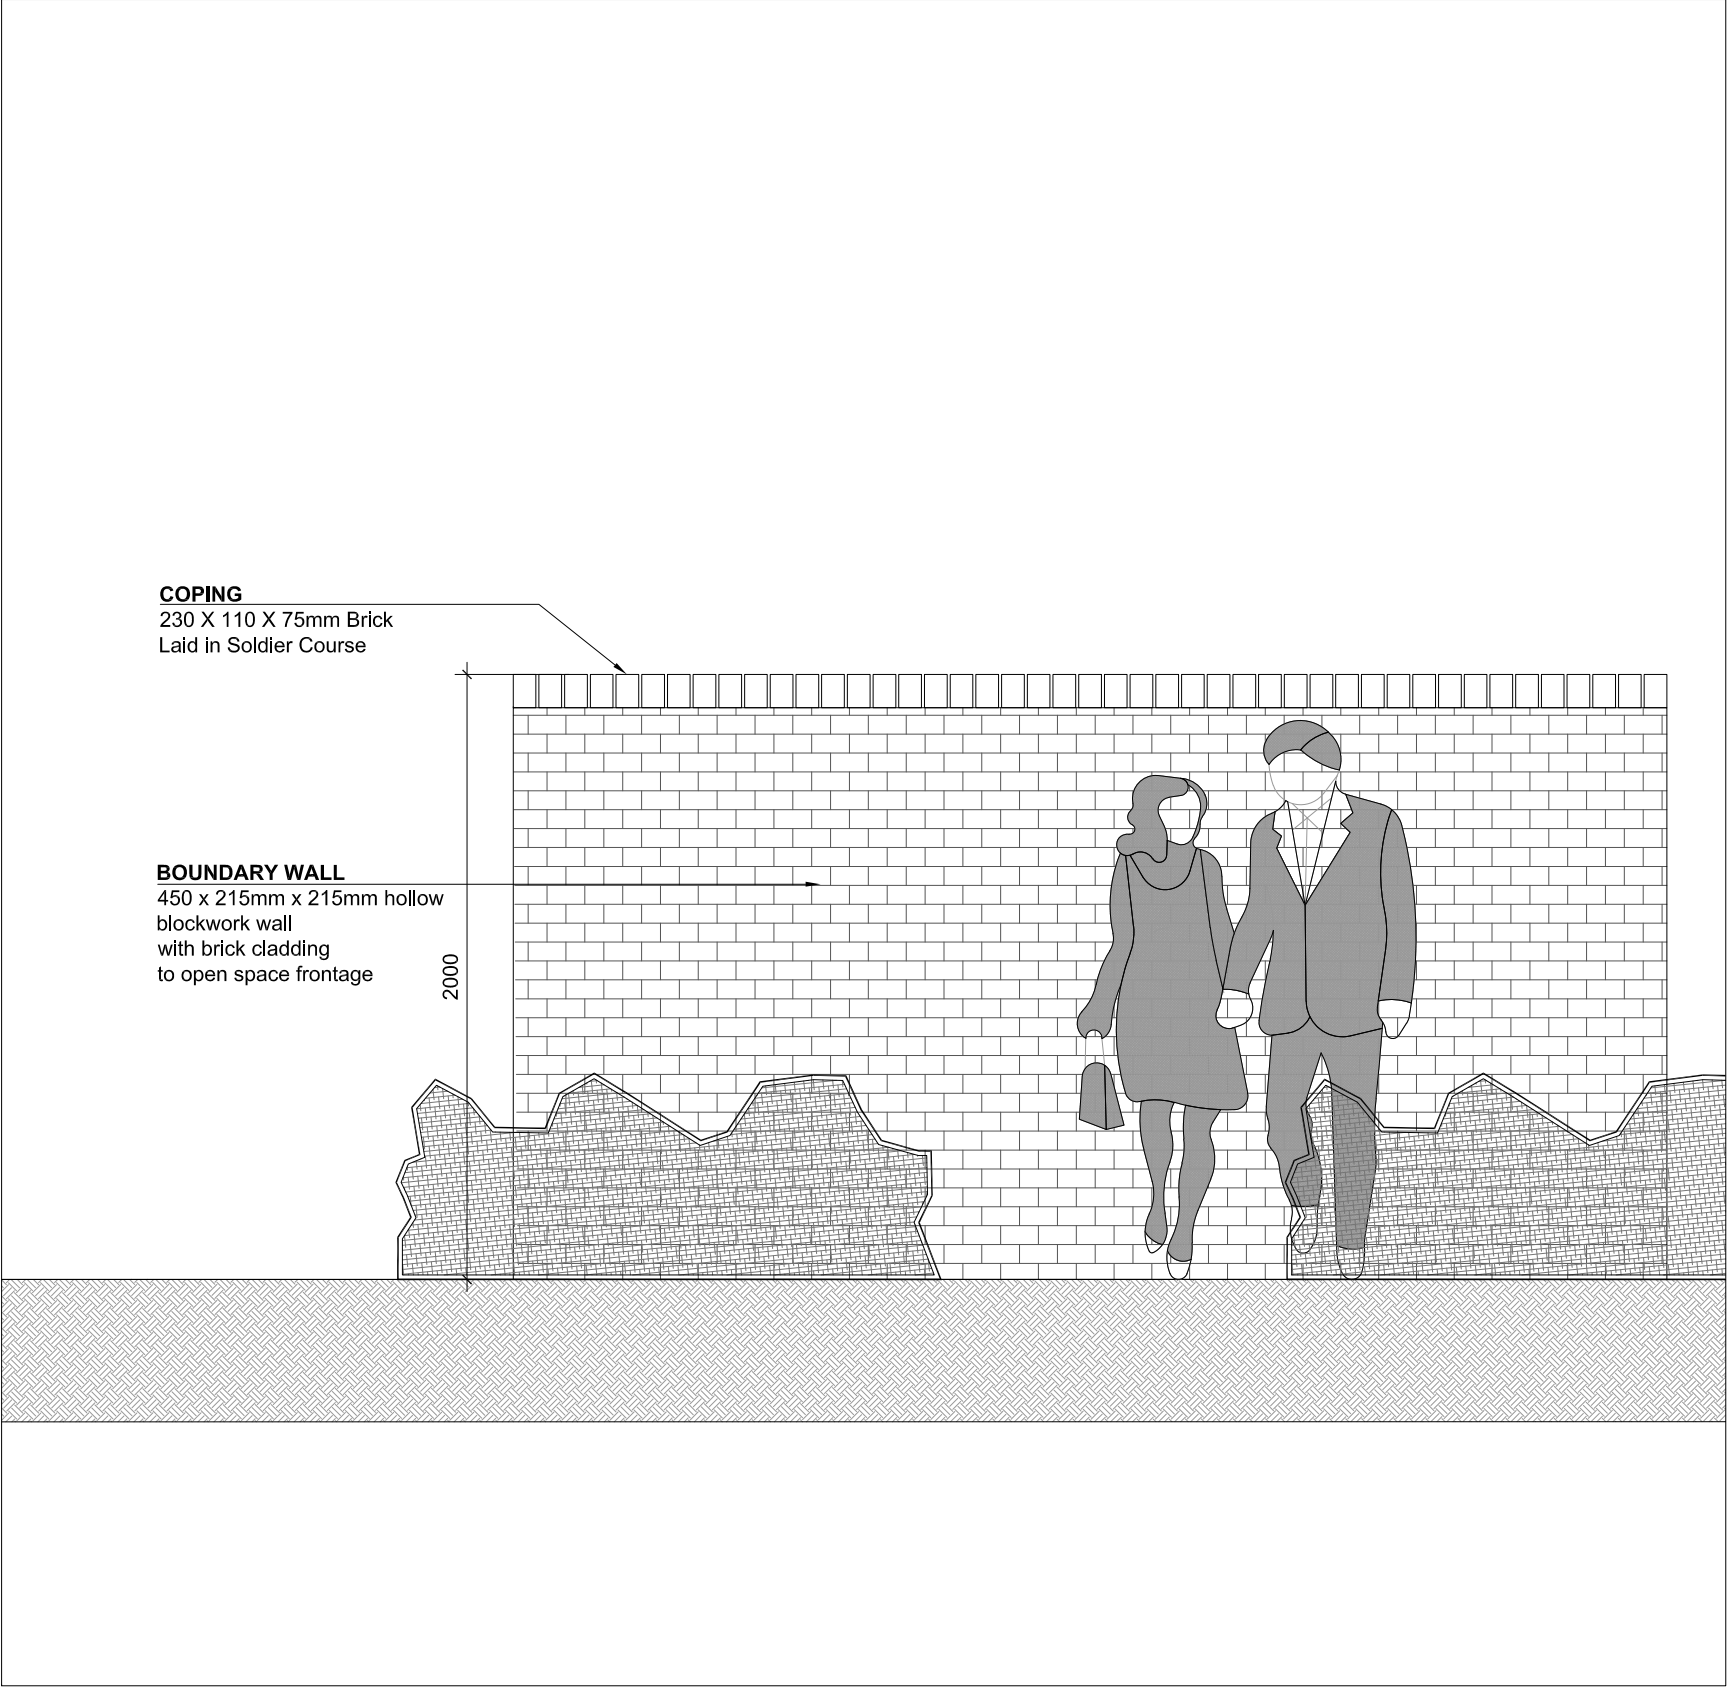 COPING
230 X 110 X 75mm Brick
Laid in Soldier Course
BOUNDARY WALL
450 x 215mm x 215mm hollow
blockwork wall
with brick cladding
to open space frontage
2000